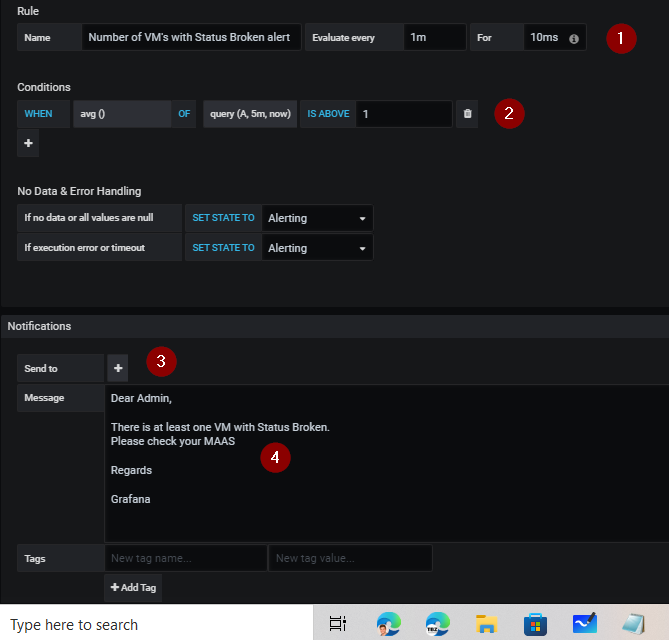 Rule
Name Number of VM's with Status Broken alert Evaluate every 1m For 10ms 1
Conditions
WHEN avg () OF query (A, 5m, now) IS ABOVE 1 2
+
No Data & Error Handling
If no data or all values are null SET STATE TO Alerting
If execution error or timeout SET STATE TO Alerting
Notifications
Send to + 3
Message Dear Admin,
There is at least one VM with Status Broken.
Please check your MAAS
4
Regards
Grafana
Tags New tag name... New tag value...
+ Add Tag
Type here to search